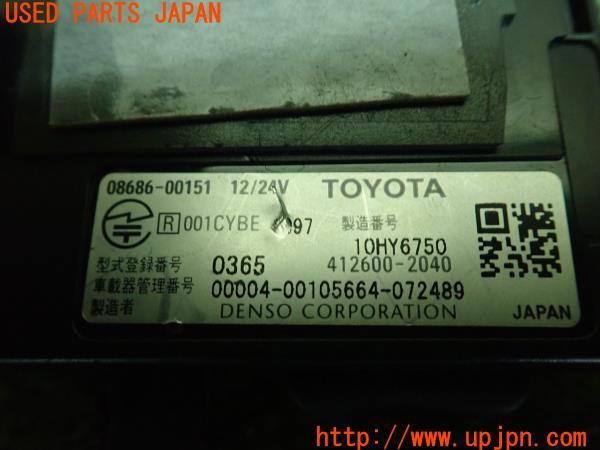 USED PARTS JAPAN
08686-00151 12/24V TOYOTA
R 001CYBE 097 製造番号
10HY6750
型式登録番号 0365 412600-2040
車載器管理番号 00004-00105664-072489
製造者 DENSO CORPORATION JAPAN
http://www.upjpn.com/